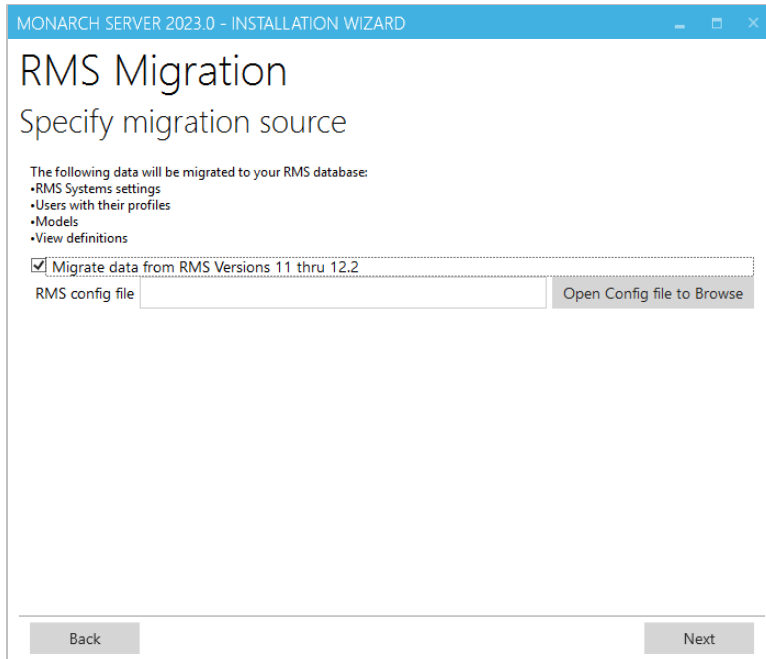 MONARCH SERVER 2023.0 - INSTALLATION WIZARD
RMS Migration
Specify migration source
The following data will be migrated to your RMS database:
•RMS Systems settings
•Users with their profiles
•Models
•View definitions
Migrate data from RMS Versions 11 thru 12.2
RMS config file
Open Config file to Browse
Back
Next